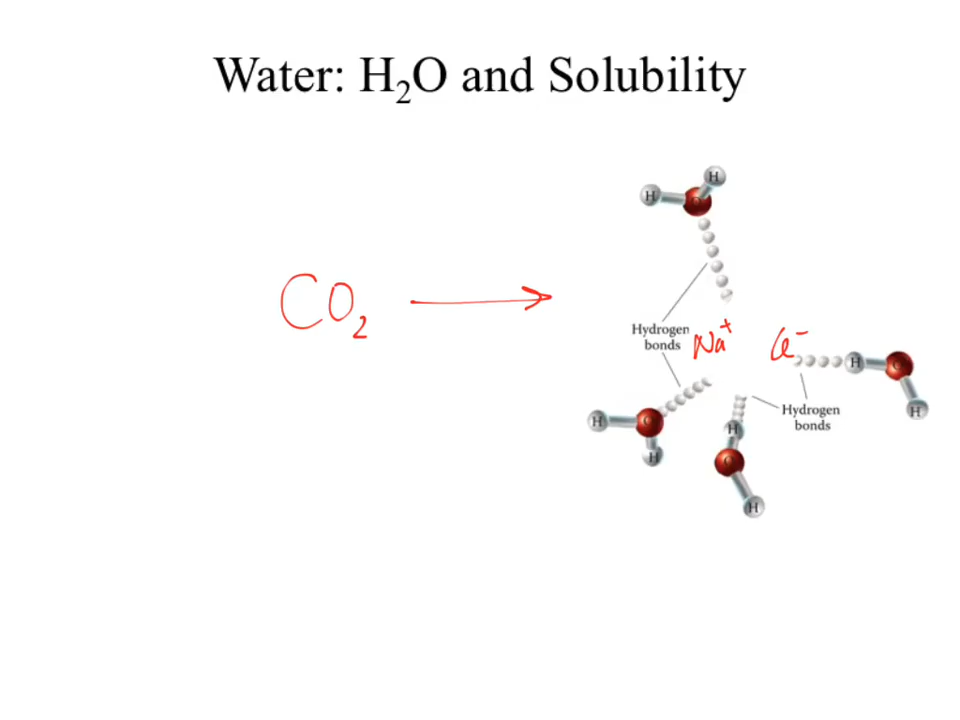 Water: H₂O and Solubility
H
H
O
CO₂ →
Hydrogen
bonds
Na⁺ Cl⁻
H
O
Hydrogen
bonds
H
H
O
H
H
O
H